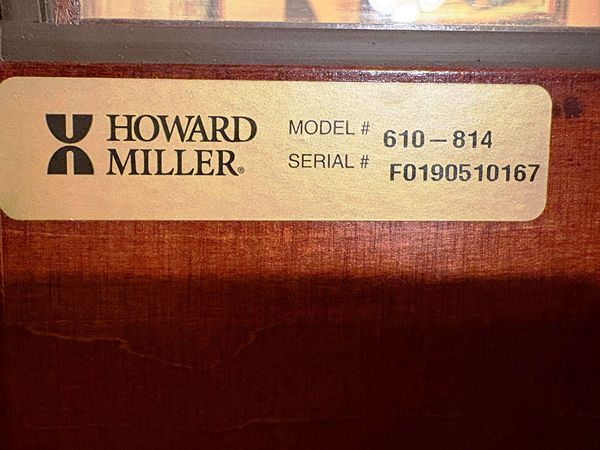 HOWARD MILLER®
MODEL # 610-814
SERIAL # F0190510167